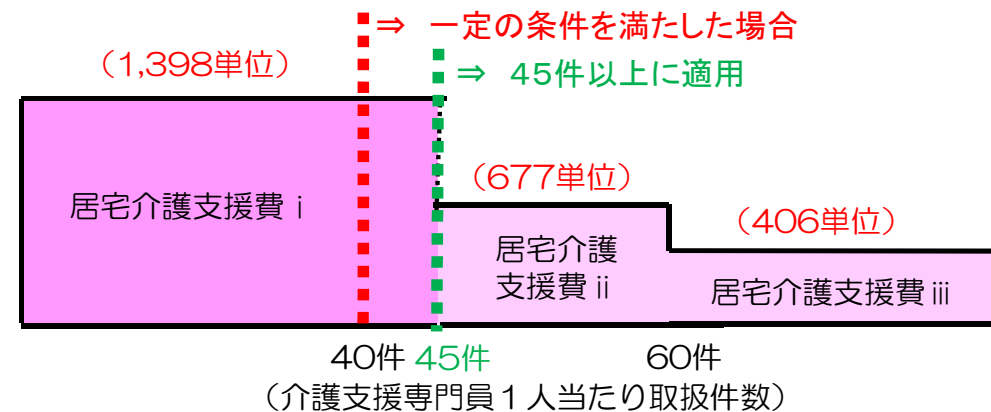 ⇒ 一定の条件を満たした場合
(1,398単位)
⇒ 45件以上に適用
(677単位)
居宅介護支援費ⅰ
(406単位)
居宅介護
支援費ⅱ
居宅介護支援費ⅲ
40件 45件 60件
(介護支援専門員1人当たり取扱件数)